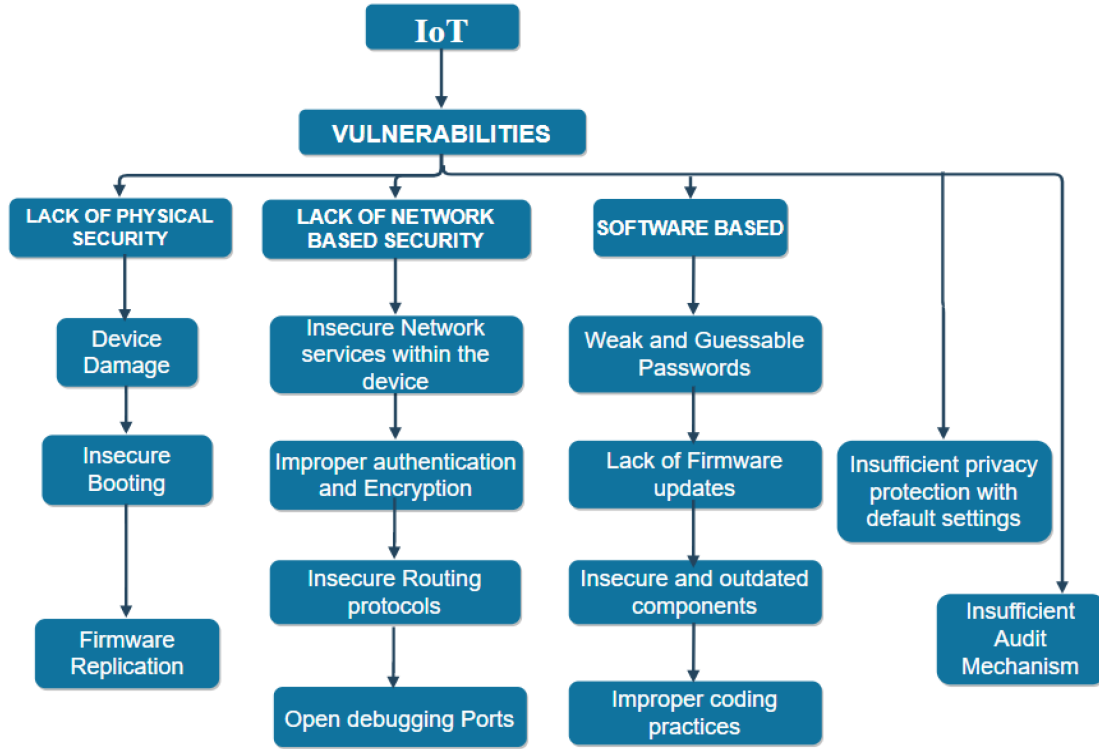 IoT
VULNERABILITIES
LACK OF PHYSICAL
SECURITY
LACK OF NETWORK
BASED SECURITY
SOFTWARE BASED
Device
Damage
Insecure Network
services within the
device
Weak and Guessable
Passwords
Insecure
Booting
Improper authentication
and Encryption
Lack of Firmware
updates
Insufficient privacy
protection with
default settings
Insecure Routing
protocols
Insecure and outdated
components
Insufficient
Audit
Mechanism
Firmware
Replication
Open debugging Ports
Improper coding
practices